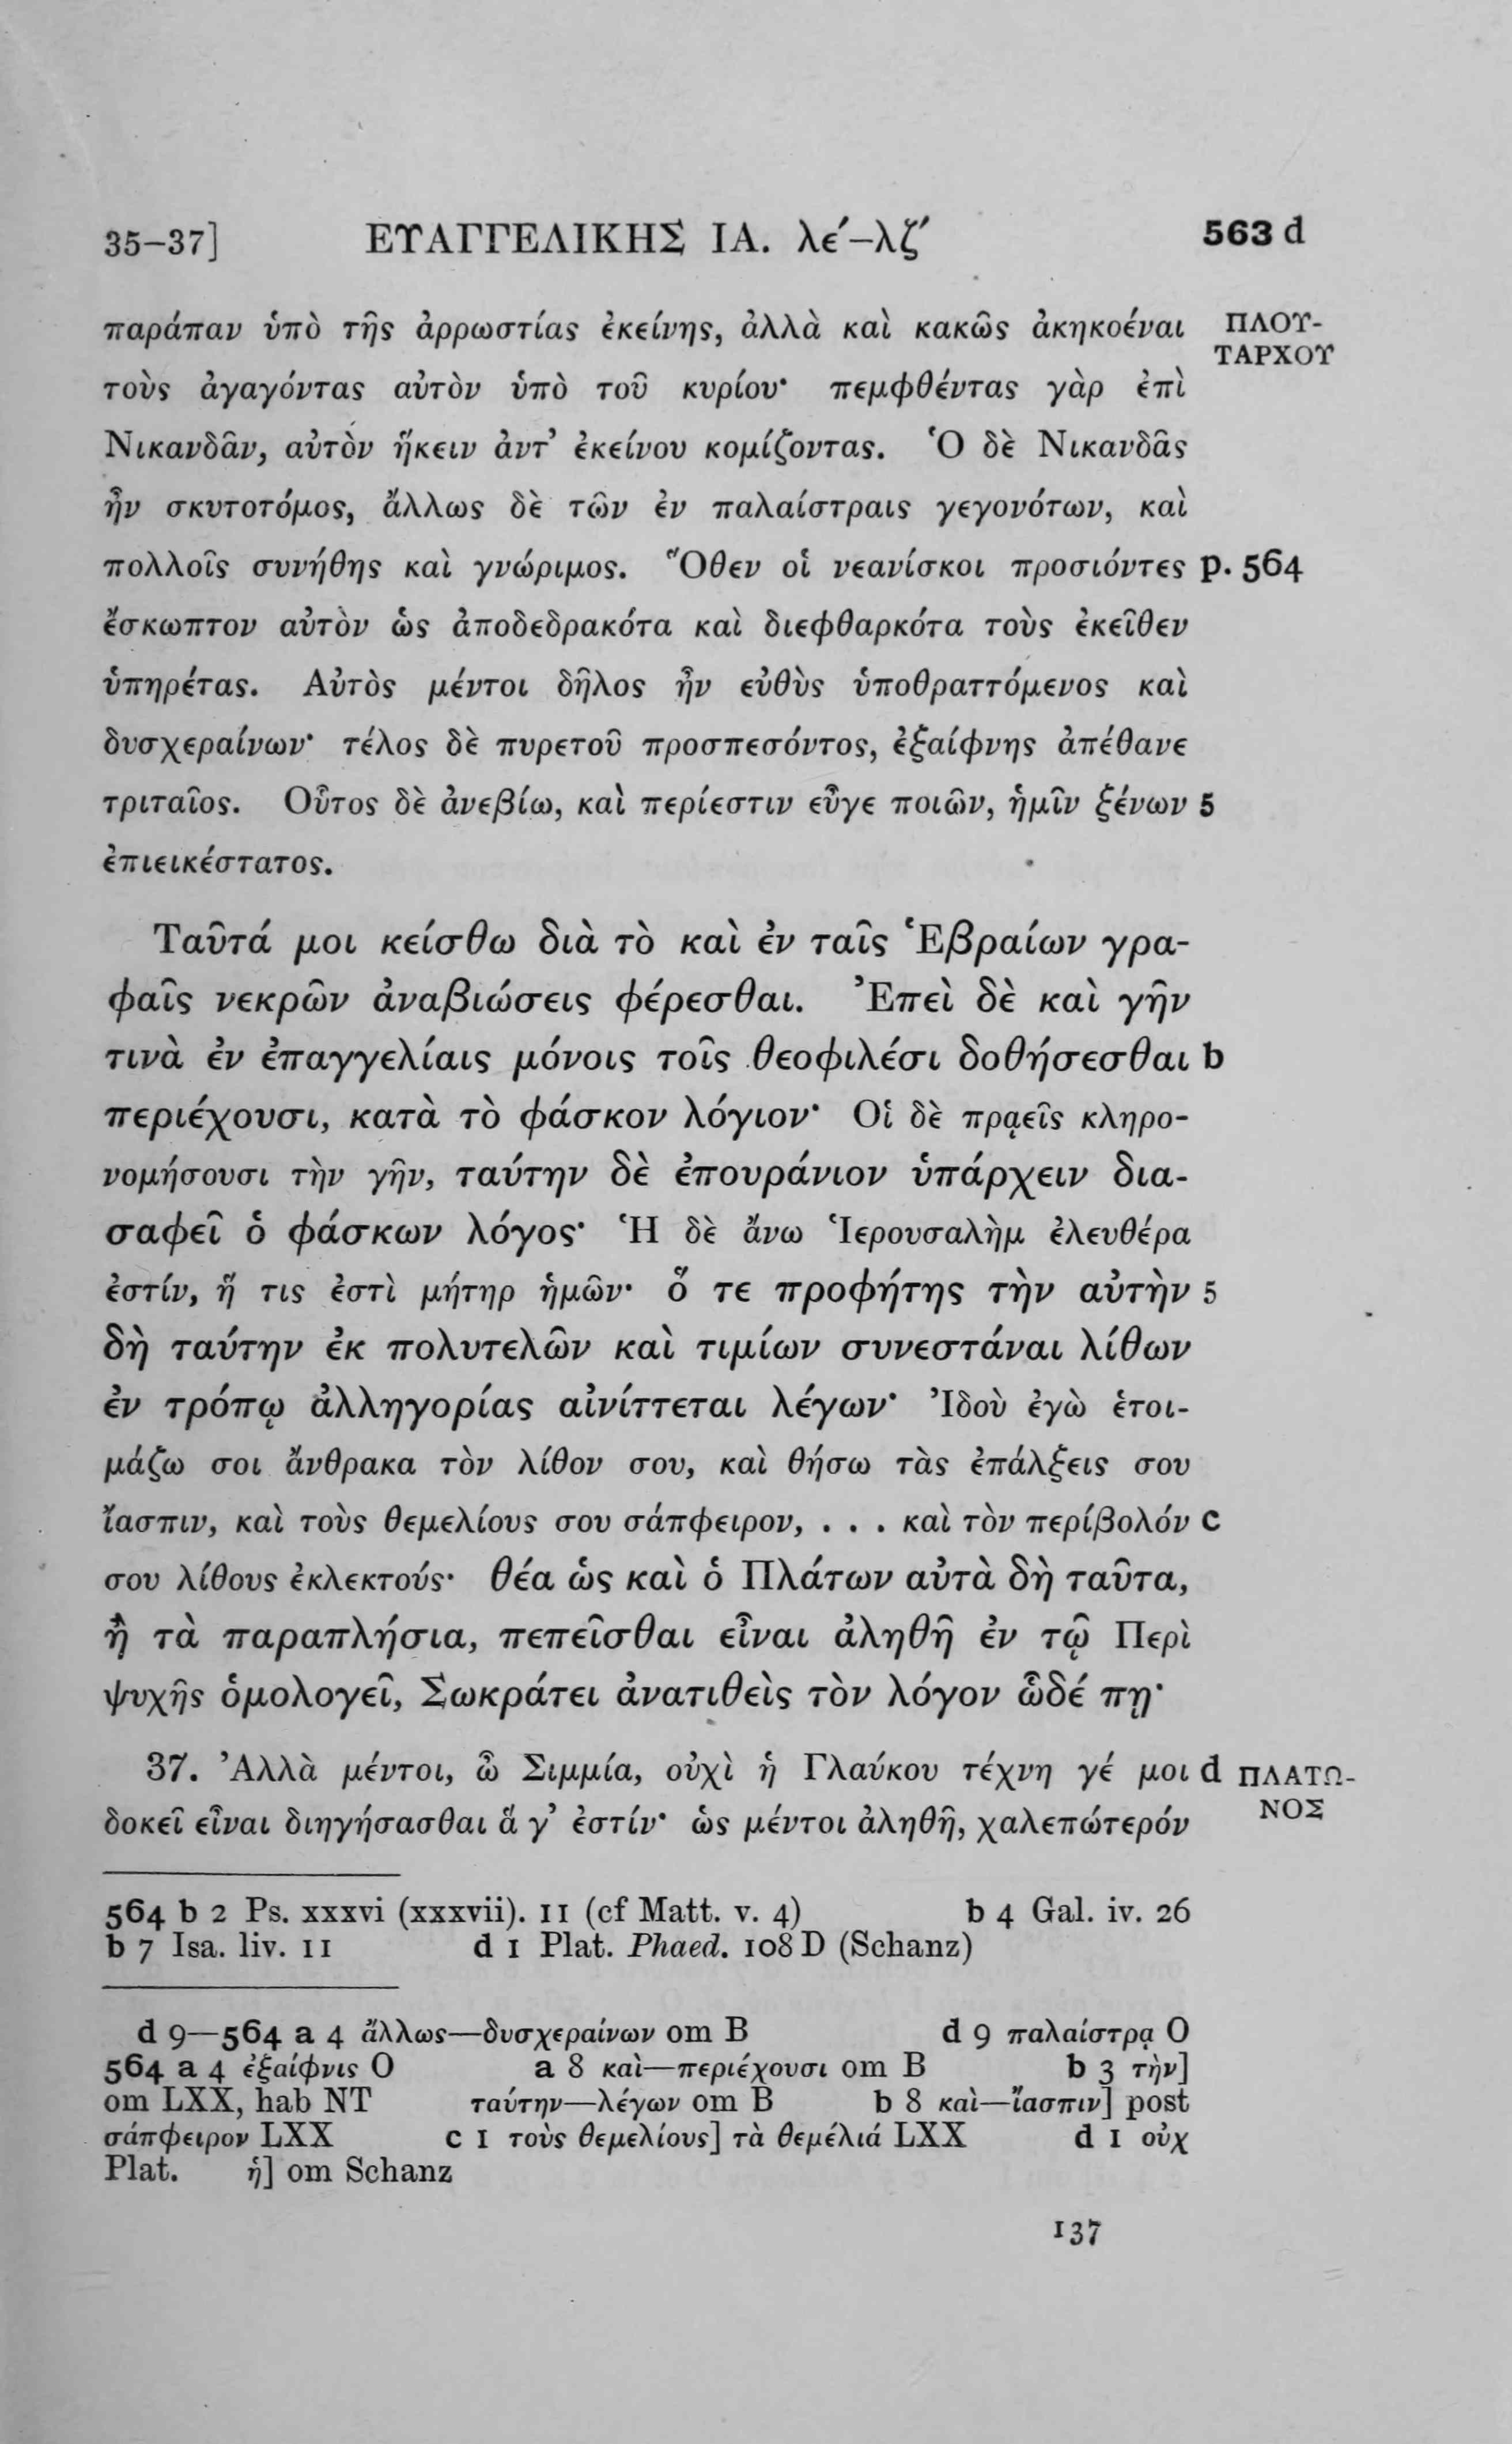 35–37] ΕΥΑΓΓΕΛΙΚΗΣ ΙΑ. λε´–λζ´ 563 d
παράπαν ὑπὸ τῆς ἀρρωστίας ἐκείνης, ἀλλὰ καὶ κακῶς ἀκηκοέναι ΠΛΟΥ-
ΤΑΡΧΟΥ
τοὺς ἀγαγόντας αὐτὸν ὑπὸ τοῦ κυρίου· πεμφθέντας γὰρ ἐπὶ
Νικανδᾶν, αὐτὸν ἥκειν ἀντ’ ἐκείνου κομίζοντας. Ὁ δὲ Νικανδᾶς
ἦν σκυτοτόμος, ἄλλως δὲ τῶν ἐν παλαίστραις γεγονότων, καὶ
πολλοῖς συνήθης καὶ γνώριμος. Ὅθεν οἱ νεανίσκοι προσιόντες p. 564
ἔσκωπτον αὐτὸν ὡς ἀποδεδρακότα καὶ διεφθαρκότα τοὺς ἐκεῖθεν
ὑπηρέτας. Αὐτὸς μέντοι δῆλος ἦν εὐθὺς ὑποθραττόμενος καὶ
δυσχεραίνων· τέλος δὲ πυρετοῦ προσπεσόντος, ἐξαίφνης ἀπέθανε
τριταῖος. Οὗτος δὲ ἀνεβίω, καὶ περίεστιν εὖγε ποιῶν, ἡμῖν ξένων 5
ἐπιεικέστατος.
Ταῦτά μοι κείσθω διὰ τὸ καὶ ἐν ταῖς Ἑβραίων γρα-
φαῖς νεκρῶν ἀναβιώσεις φέρεσθαι. Ἐπεὶ δὲ καὶ γῆν
τινὰ ἐν ἐπαγγελίαις μόνοις τοῖς θεοφιλέσι δοθήσεσθαι b
περιέχουσι, κατὰ τὸ φάσκον λόγιον· Οἱ δὲ πρᾳεῖς κληρο-
νομήσουσι τὴν γῆν, ταύτην δὲ ἐπουράνιον ὑπάρχειν δια-
σαφεῖ ὁ φάσκων λόγος· Ἡ δὲ ἄνω Ἱερουσαλὴμ ἐλευθέρα
ἐστίν, ἥ τις ἐστὶ μήτηρ ἡμῶν· ὅ τε προφήτης τὴν αὐτὴν 5
δὴ ταύτην ἐκ πολυτελῶν καὶ τιμίων συνεστάναι λίθων
ἐν τρόπῳ ἀλληγορίας αἰνίττεται λέγων· Ἰδοὺ ἐγὼ ἑτοι-
μάζω σοι ἄνθρακα τὸν λίθον σου, καὶ θήσω τὰς ἐπάλξεις σου
ἴασπιν, καὶ τοὺς θεμελίους σου σάπφειρον, . . . καὶ τὸν περίβολόν c
σου λίθους ἐκλεκτούς· θέα ὡς καὶ ὁ Πλάτων αὐτὰ δὴ ταῦτα,
ἢ τὰ παραπλήσια, πεπεῖσθαι εἶναι ἀληθῆ ἐν τῷ Περὶ
ψυχῆς ὁμολογεῖ, Σωκράτει ἀνατιθεὶς τὸν λόγον ὧδέ πῃ·
37. Ἀλλὰ μέντοι, ὦ Σιμμία, οὐχὶ ἡ Γλαύκου τέχνη γέ μοι d ΠΛΑΤΩ-
ΝΟΣ
δοκεῖ εἶναι διηγήσασθαι ἅ γ’ ἐστίν· ὡς μέντοι ἀληθῆ, χαλεπώτερόν
564 b 2 Ps. xxxvi (xxxvii). 11 (cf Matt. v. 4) b 4 Gal. iv. 26
b 7 Isa. liv. 11 d 1 Plat. Phaed. 108 D (Schanz)
d 9—564 a 4 ἄλλως—δυσχεραίνων om B d 9 παλαίστρᾳ O
564 a 4 ἐξαίφνις O a 8 καὶ—περιέχουσι om B b 3 τὴν]
om LXX, hab NT ταύτην—λέγων om B b 8 καὶ—ἴασπιν] post
σάπφειρον LXX c 1 τοὺς θεμελίους] τὰ θεμέλιά LXX d 1 οὐχ
Plat. ἡ] om Schanz
137